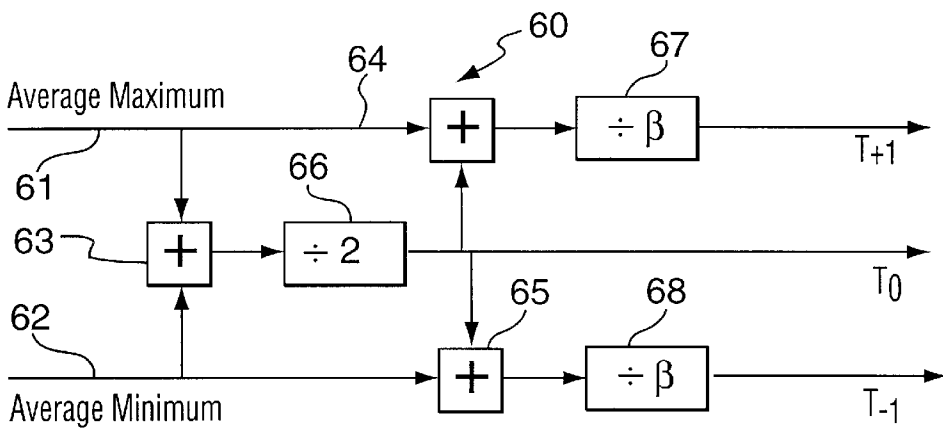 60
67
64
Average Maximum
+
÷ β
T+1
61
66
63
+
÷ 2
T0
62
65
68
+
÷ β
Average Minimum
T-1